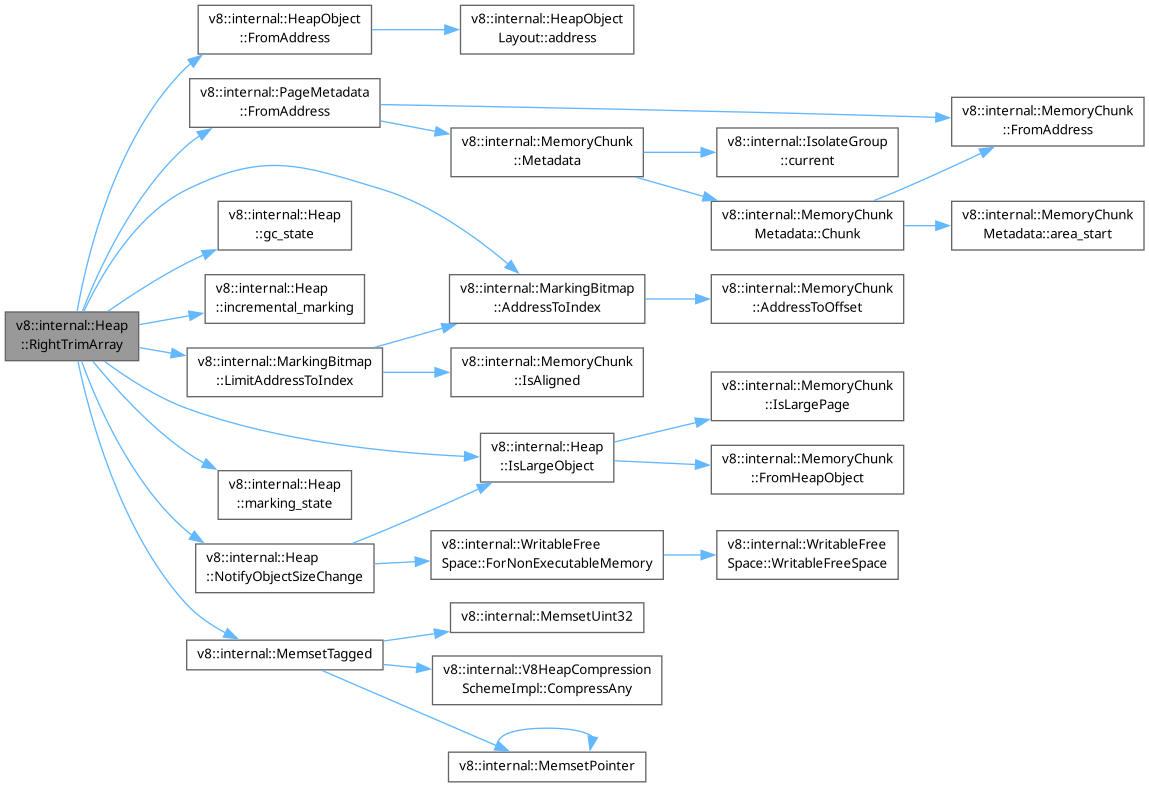 v8::internal::HeapObject
::FromAddress
v8::internal::HeapObject
Layout::address
v8::internal::PageMetadata
::FromAddress
v8::internal::MemoryChunk
::FromAddress
v8::internal::MemoryChunk
::Metadata
v8::internal::IsolateGroup
::current
v8::internal::MemoryChunk
Metadata::Chunk
v8::internal::MemoryChunk
Metadata::area_start
v8::internal::Heap
::gc_state
v8::internal::Heap
::incremental_marking
v8::internal::MarkingBitmap
::AddressToIndex
v8::internal::MemoryChunk
::AddressToOffset
v8::internal::Heap
::RightTrimArray
v8::internal::MarkingBitmap
::LimitAddressToIndex
v8::internal::MemoryChunk
::IsAligned
v8::internal::MemoryChunk
::IsLargePage
v8::internal::Heap
::IsLargeObject
v8::internal::MemoryChunk
::FromHeapObject
v8::internal::Heap
::marking_state
v8::internal::Heap
::NotifyObjectSizeChange
v8::internal::WritableFree
Space::ForNonExecutableMemory
v8::internal::WritableFree
Space::WritableFreeSpace
v8::internal::MemsetUint32
v8::internal::MemsetTagged
v8::internal::V8HeapCompression
SchemeImpl::CompressAny
v8::internal::MemsetPointer